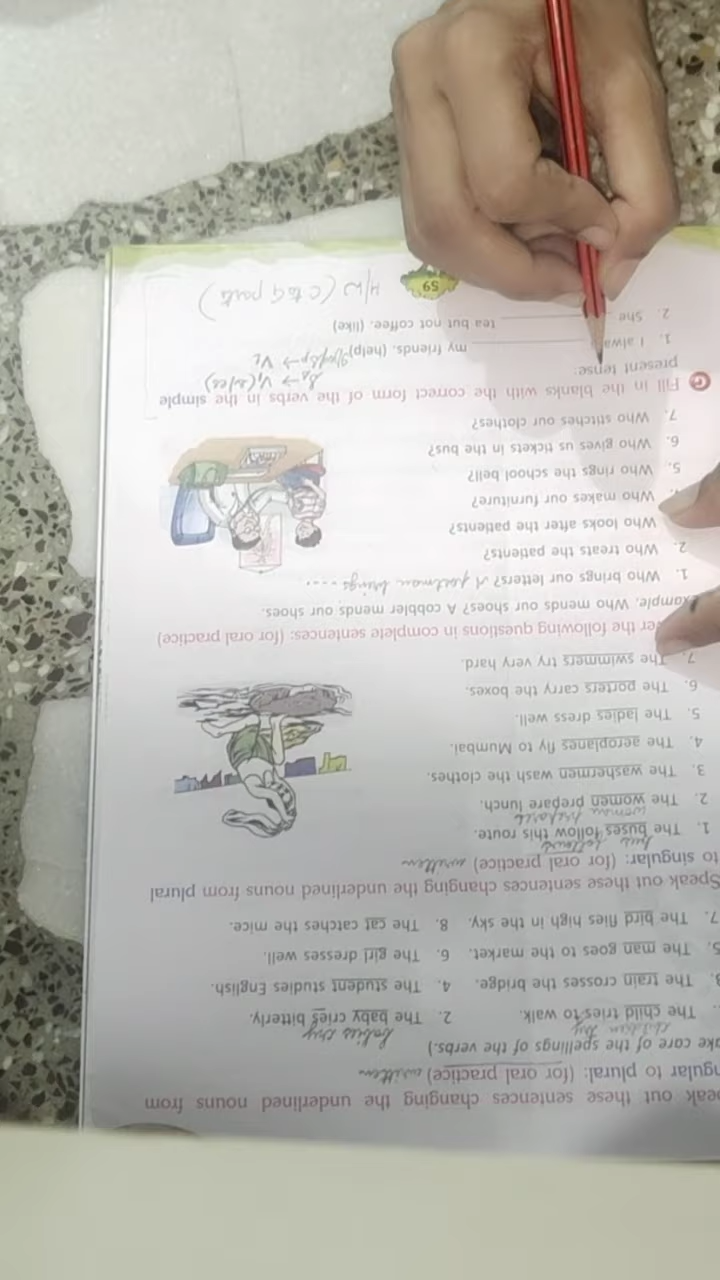 peak out these sentences changing the underlined nouns from
ngular to plural: (for oral practice) written
ake care of the spellings of the verbs.)
children try babies cry
. The child tries to walk. 2. The baby cries bitterly.
3. The train crosses the bridge. 4. The student studies English.
5. The man goes to the market. 6. The girl dresses well.
7. The bird flies high in the sky. 8. The cat catches the mice.
Speak out these sentences changing the underlined nouns from plural
to singular: (for oral practice) written
bus follows
1. The buses follow this route.
woman prepares
2. The women prepare lunch.
3. The washermen wash the clothes.
4. The aeroplanes fly to Mumbai.
5. The ladies dress well.
6. The porters carry the boxes.
7. The swimmers try very hard.
er the following questions in complete sentences: (for oral practice)
xample. Who mends our shoes? A cobbler mends our shoes.
1. Who brings our letters? A postman brings ....
2. Who treats the patients?
Who looks after the patients?
Who makes our furniture?
5. Who rings the school bell?
6. Who gives us tickets in the bus?
7. Who stitches our clothes?
G Fill in the blanks with the correct form of the verbs in the simple
present tense:
V1 (s/es)
1. I alwa my friends. (help)
2. She tea but not coffee. (like)
H/W (C to G parts)
59